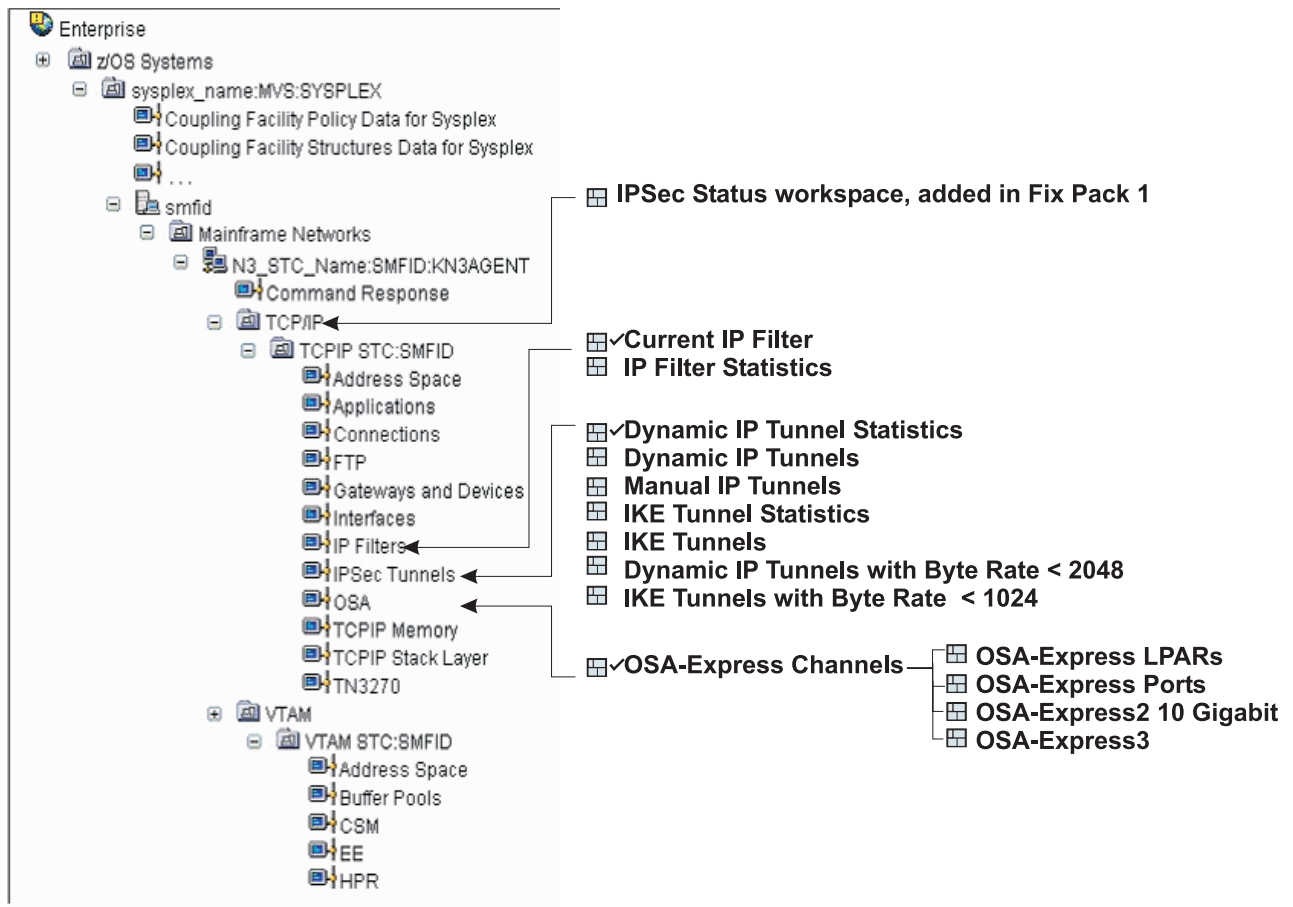 Enterprise
z/OS Systems
sysplex_name:MVS:SYSPLEX
Coupling Facility Policy Data for Sysplex
Coupling Facility Structures Data for Sysplex
...
smfid
Mainframe Networks
N3_STC_Name:SMFID:KN3AGENT
Command Response
TCP/IP
TCPIP STC:SMFID
Address Space
Applications
Connections
FTP
Gateways and Devices
Interfaces
IP Filters
IPSec Tunnels
OSA
TCPIP Memory
TCPIP Stack Layer
TN3270
VTAM
VTAM STC:SMFID
Address Space
Buffer Pools
CSM
EE
HPR
IPSec Status workspace, added in Fix Pack 1
Current IP Filter
IP Filter Statistics
Dynamic IP Tunnel Statistics
Dynamic IP Tunnels
Manual IP Tunnels
IKE Tunnel Statistics
IKE Tunnels
Dynamic IP Tunnels with Byte Rate < 2048
IKE Tunnels with Byte Rate < 1024
OSA-Express Channels
OSA-Express LPARs
OSA-Express Ports
OSA-Express2 10 Gigabit
OSA-Express3